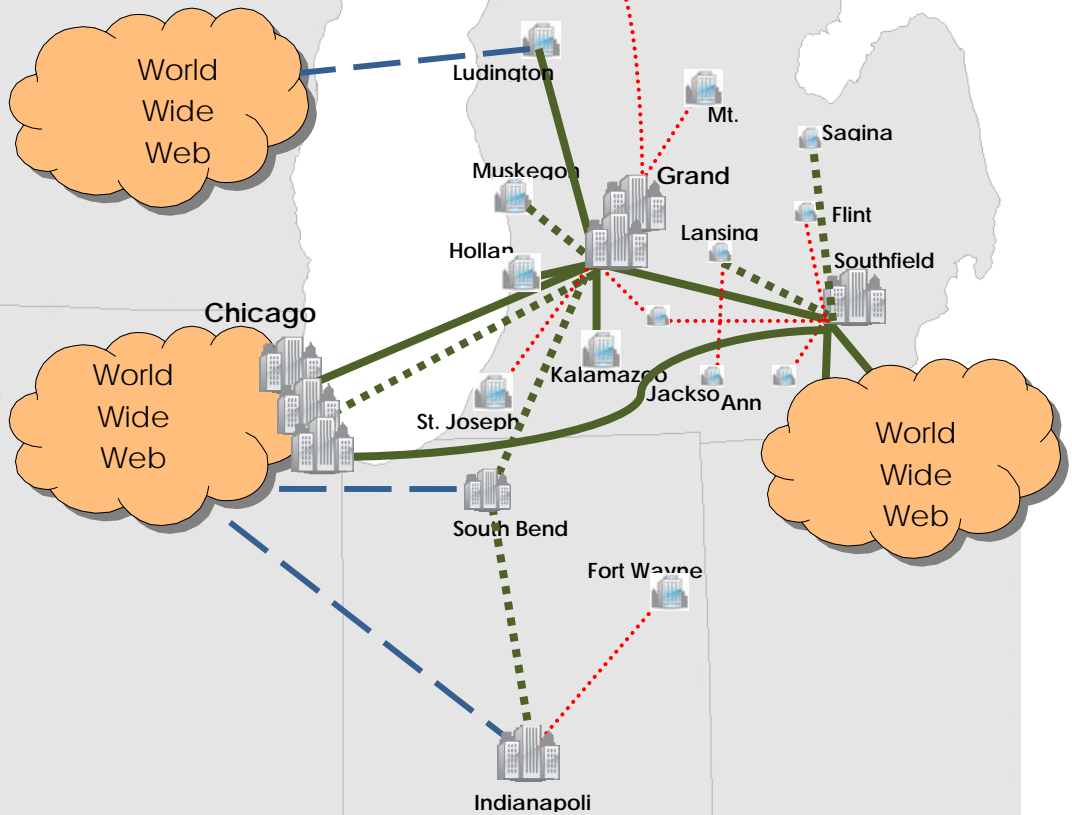 World
Wide
Web
Ludington
Mt.
Sagina
Muskegon
Grand
Flint
Lansing
Hollan
Southfield
Chicago
World
Wide
Web
Kalamazoo
Jackso
Ann
St. Joseph
World
Wide
Web
South Bend
Fort Wayne
Indianapoli